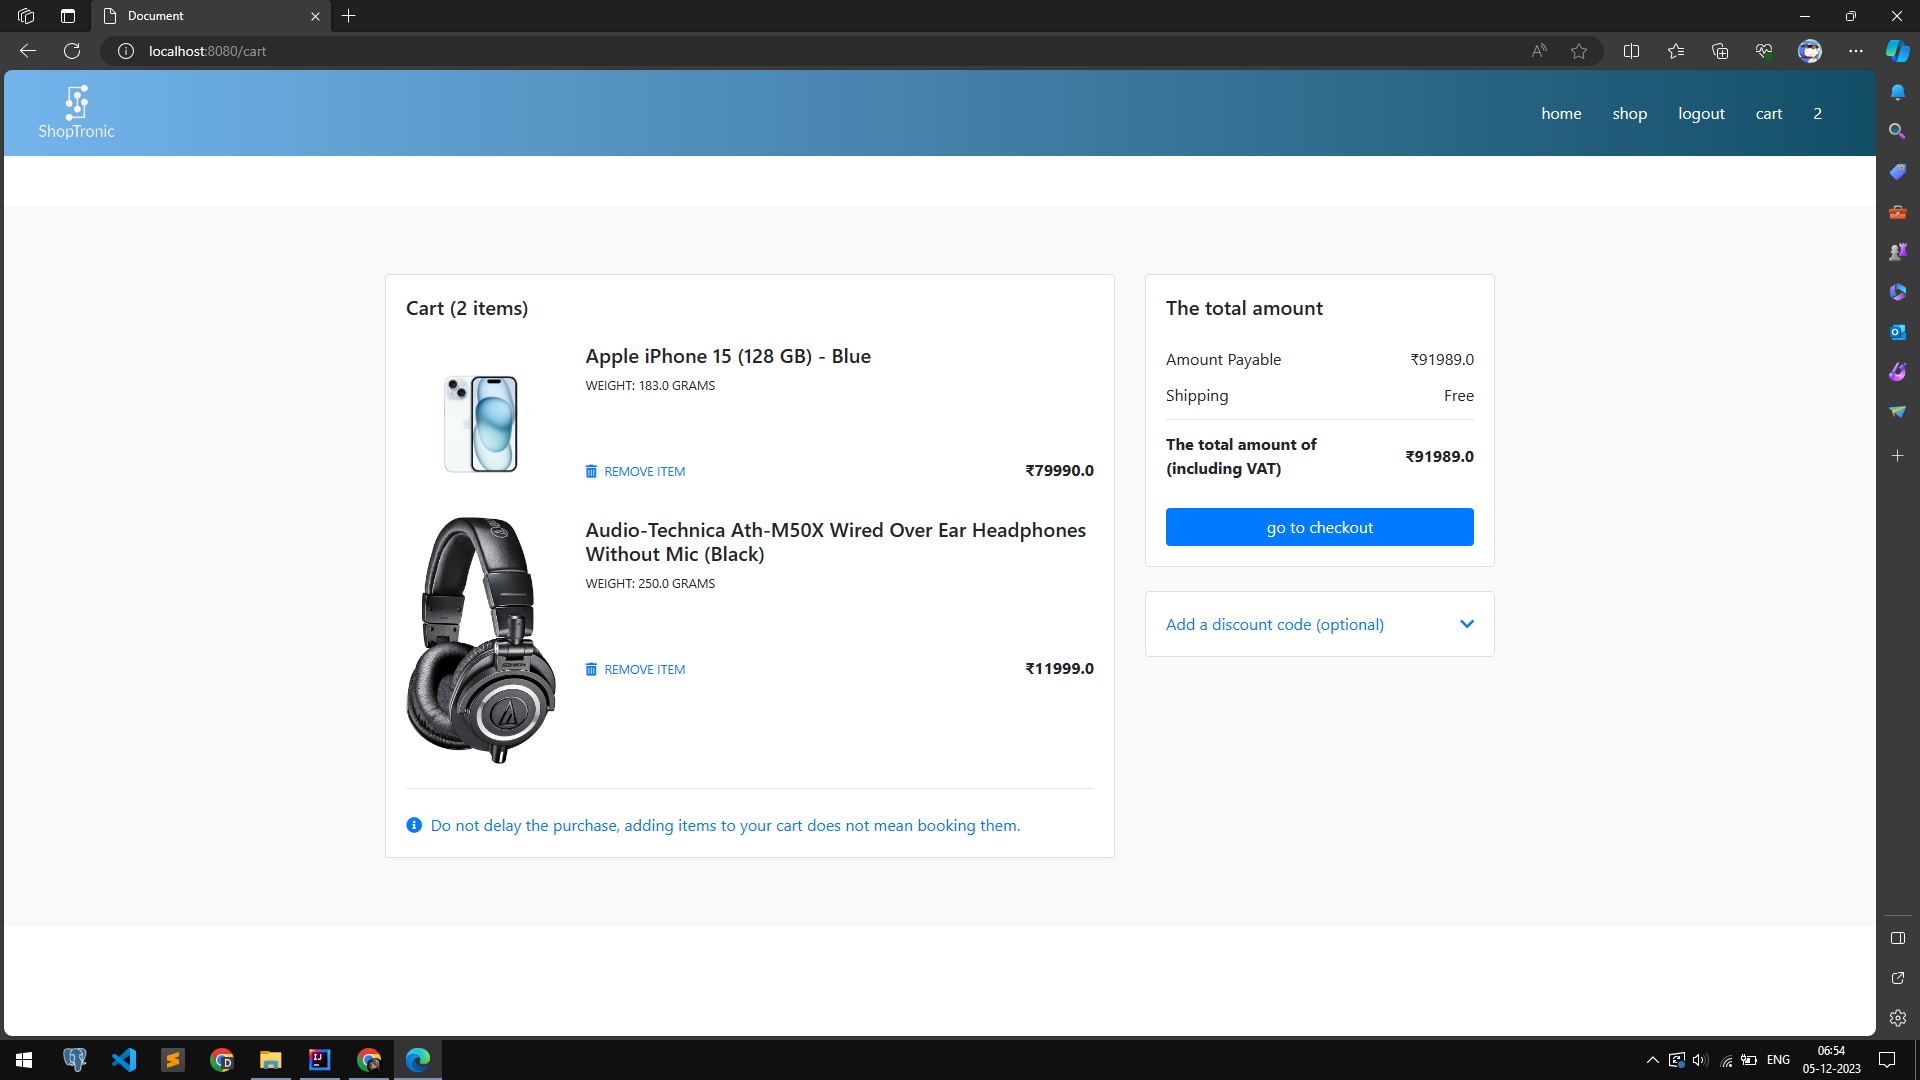 Document
localhost:8080/cart
ShopTronic
home
shop
logout
cart
2
Cart (2 items)
Apple iPhone 15 (128 GB) - Blue
WEIGHT: 183.0 GRAMS
REMOVE ITEM
₹79990.0
Audio-Technica Ath-M50X Wired Over Ear Headphones
Without Mic (Black)
WEIGHT: 250.0 GRAMS
REMOVE ITEM
₹11999.0
Do not delay the purchase, adding items to your cart does not mean booking them.
The total amount
Amount Payable
₹91989.0
Shipping
Free
The total amount of
(including VAT)
₹91989.0
go to checkout
Add a discount code (optional)
ENG
06:54
05-12-2023